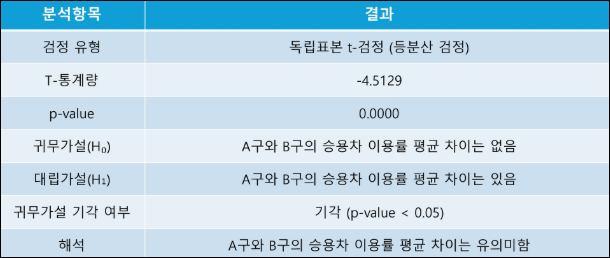 분석항목 결과
검정 유형 독립표본 t-검정 (등분산 검정)
T-통계량 -4.5129
p-value 0.0000
귀무가설(H₀) A구와 B구의 승용차 이용률 평균 차이는 없음
대립가설(H₁) A구와 B구의 승용차 이용률 평균 차이는 있음
귀무가설 기각 여부 기각 (p-value < 0.05)
해석 A구와 B구의 승용차 이용률 평균 차이는 유의미함